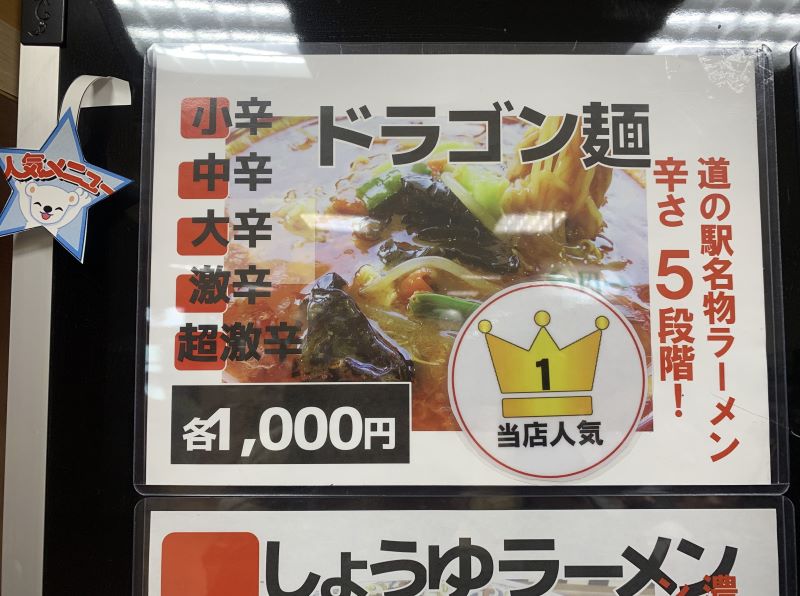 人気メニュー
ドラゴン麺
小辛
中辛
大辛
激辛
超激辛
道の駅名物ラーメン
辛さ5段階!
各1,000円
1
当店人気
しょうゆラーメン
濃